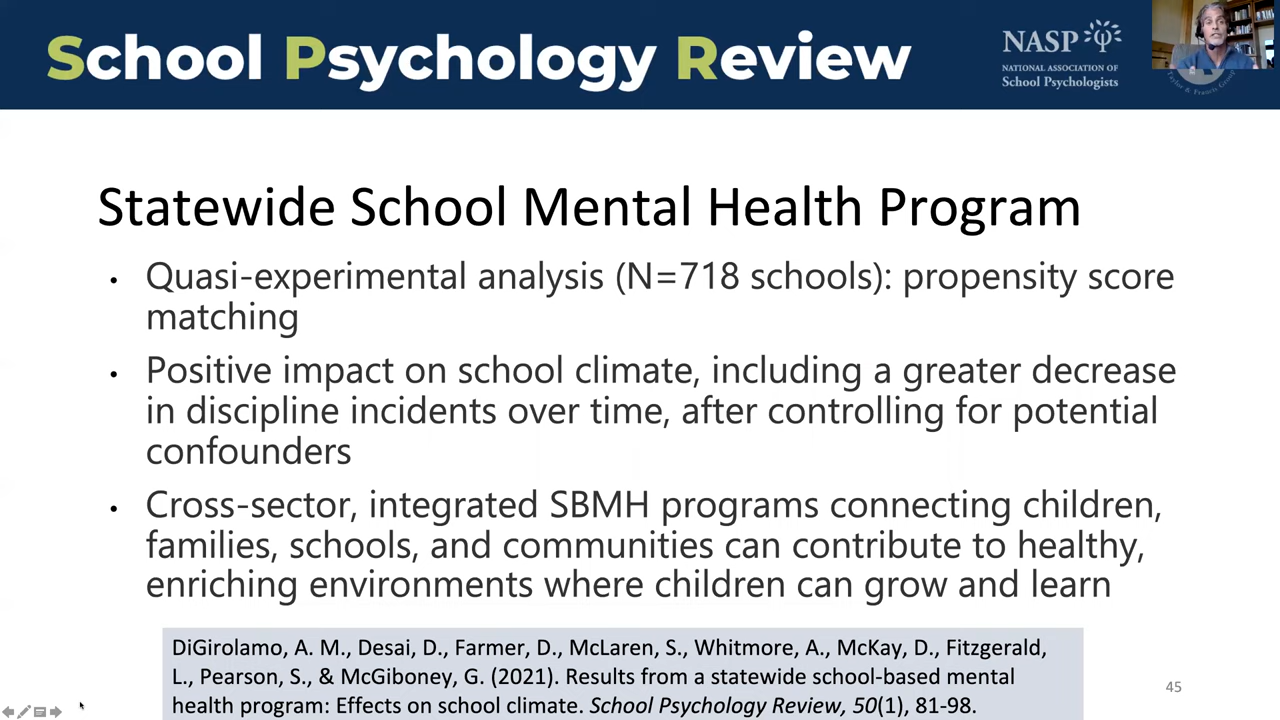 School Psychology Review
NASP
NATIONAL ASSOCIATION OF
School Psychologists
Taylor & Francis Group
Statewide School Mental Health Program
• Quasi-experimental analysis (N=718 schools): propensity score
matching
• Positive impact on school climate, including a greater decrease
in discipline incidents over time, after controlling for potential
confounders
• Cross-sector, integrated SBMH programs connecting children,
families, schools, and communities can contribute to healthy,
enriching environments where children can grow and learn
DiGirolamo, A. M., Desai, D., Farmer, D., McLaren, S., Whitmore, A., McKay, D., Fitzgerald,
L., Pearson, S., & McGiboney, G. (2021). Results from a statewide school-based mental
health program: Effects on school climate. School Psychology Review, 50(1), 81-98.
45